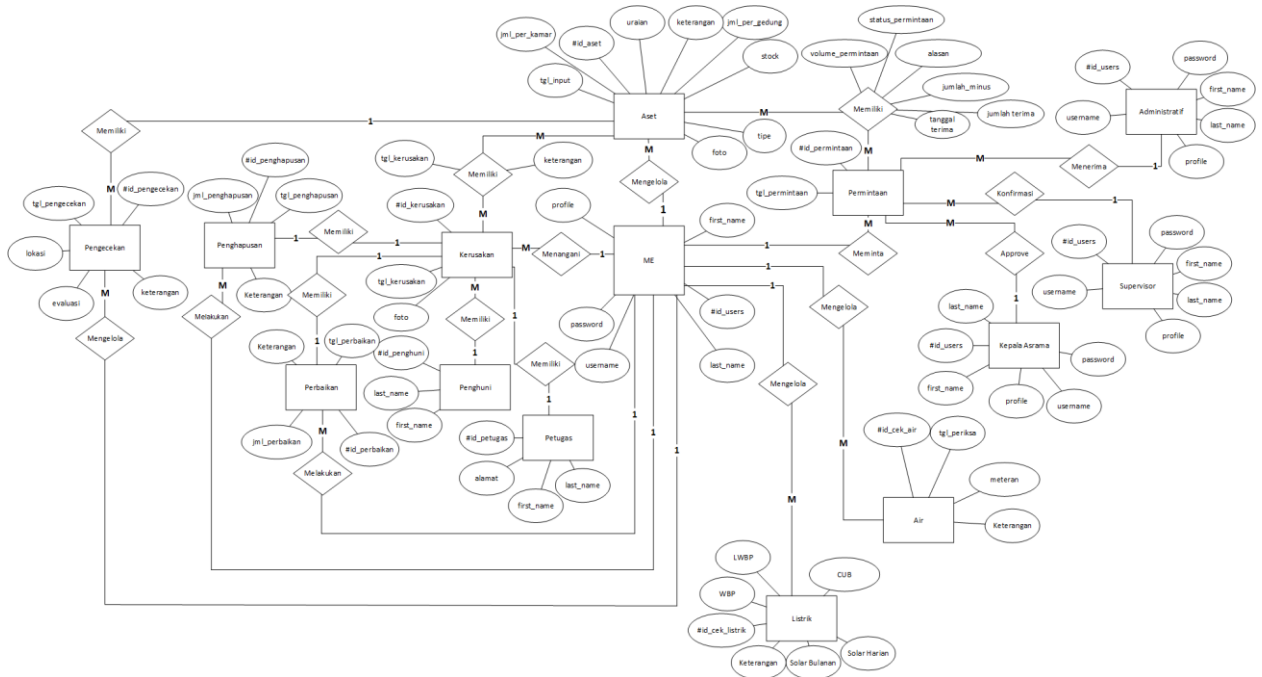 status_permintaan
uraian
keterangan
jml_per_gedung
jml_per_kamar
#id_aset
volume_permintaan
alasan
stock
#id_users
password
tgl_input
jumlah_minus
first_name
Aset
M
M
Memiliki
Administratif
Memiliki
1
tanggal terima
jumlah terima
username
last_name
M
M
foto
tipe
M
#id_permintaan
profile
tgl_kerusakan
keterangan
Memiliki
Mengelola
M
Menerima
1
#id_penghapusan
Permintaan
M
#id_pengecekan
jml_penghapusan
tgl_penghapusan
tgl_permintaan
Konfirmasi
tgl_pengecekan
#id_kerusakan
profile
M
1
M
1
first_name
M
M
Memiliki
password
Pengecekan
Penghapusan
1
1
Kerusakan
M
Menangani
1
ME
1
M
Meminta
#id_users
lokasi
1
1
Approve
first_name
keterangan
1
tgl_kerusakan
Supervisor
M
M
Keterangan
Memiliki
1
username
last_name
evaluasi
foto
M
#id_users
Mengelola
1
last_name
profile
Melakukan
Memiliki
password
Mengelola
tgl_perbaikan
1
#id_users
Kepala Asrama
password
Keterangan
#id_penghuni
1
Memiliki
username
last_name
Perbaikan
Penghuni
Mengelola
first_name
profile
username
last_name
1
1
M
first_name
Petugas
1
#id_cek_air
tgl_periksa
jml_perbaikan
#id_petugas
M
#id_perbaikan
1
Melakukan
alamat
last_name
meteran
first_name
M
Air
Keterangan
LWBP
CUB
WBP
Listrik
#id_cek_listrik
Solar Harian
Keterangan
Solar Bulanan